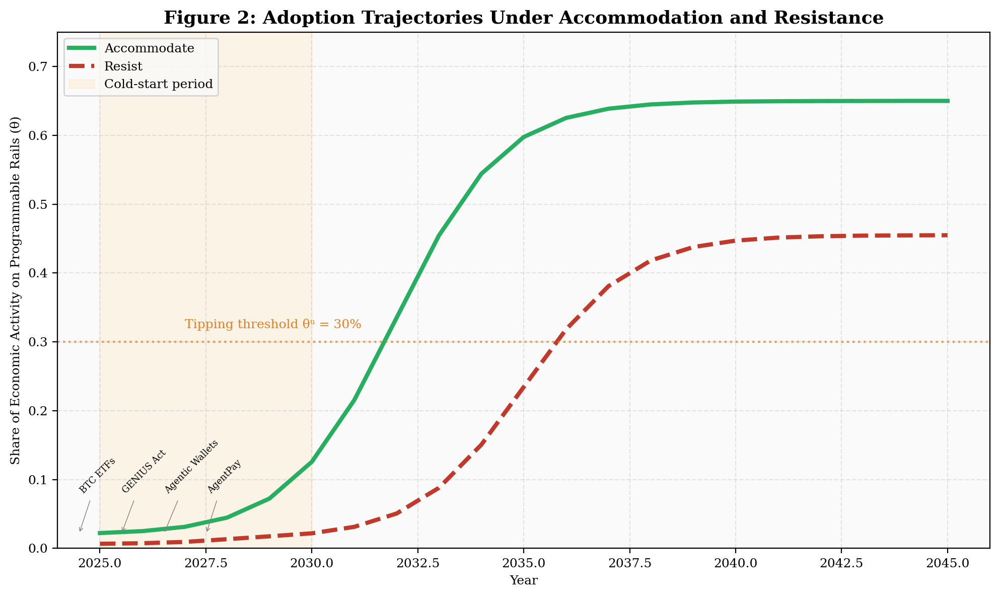 Figure 2: Adoption Trajectories Under Accommodation and Resistance
Accommodate
Resist
Cold-start period
Share of Economic Activity on Programmable Rails (θ)
0.7
0.6
0.5
0.4
0.3
0.2
0.1
0.0
Tipping threshold θᵘ = 30%
BTC ETFs
GENIUS Act
Agentic Wallets
AgentPay
2025.0
2027.5
2030.0
2032.5
2035.0
2037.5
2040.0
2042.5
2045.0
Year